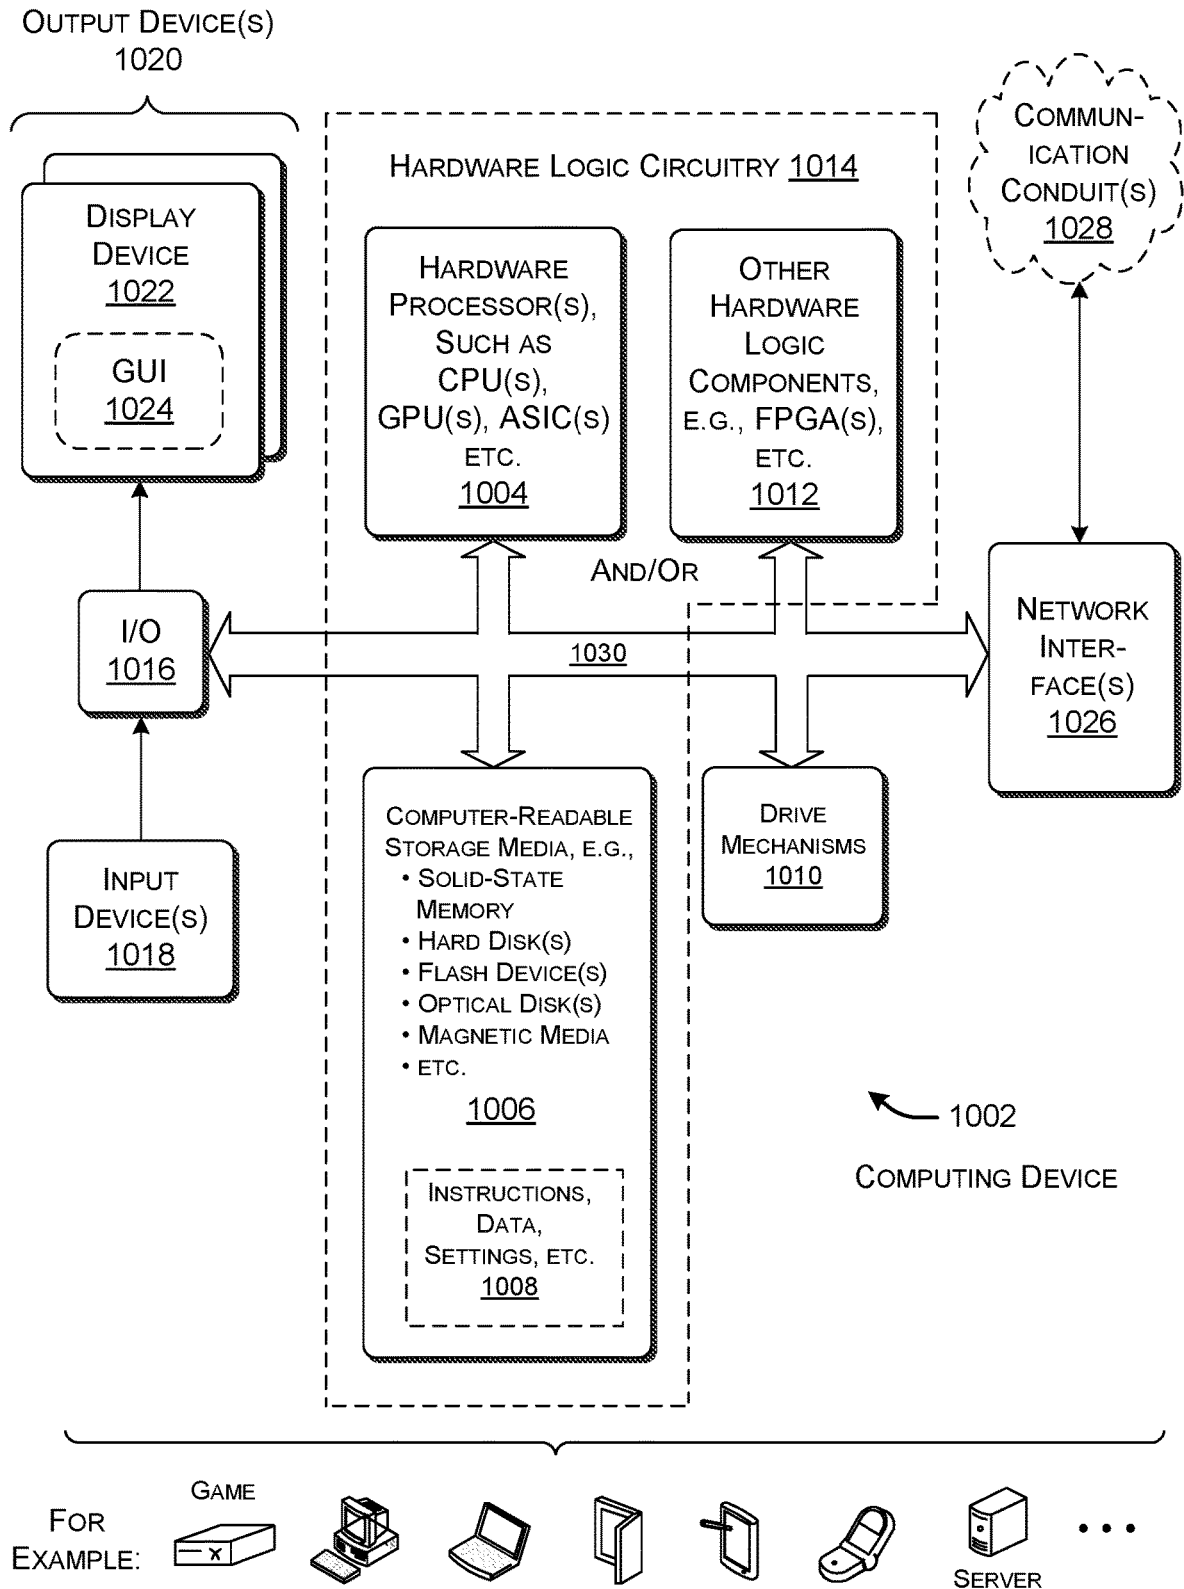 OUTPUT DEVICE(S)
1020
DISPLAY
DEVICE
1022
GUI
1024
HARDWARE LOGIC CIRCUITRY 1014
HARDWARE
PROCESSOR(S),
SUCH AS
CPU(S),
GPU(S), ASIC(S)
ETC.
1004
OTHER
HARDWARE
LOGIC
COMPONENTS,
E.G., FPGA(S),
ETC.
1012
AND/OR
COMMUN-
ICATION
CONDUIT(S)
1028
I/O
1016
1030
NETWORK
INTER-
FACE(S)
1026
INPUT
DEVICE(S)
1018
COMPUTER-READABLE
STORAGE MEDIA, E.G.,
• SOLID-STATE
MEMORY
• HARD DISK(S)
• FLASH DEVICE(S)
• OPTICAL DISK(S)
• MAGNETIC MEDIA
• ETC.
1006
INSTRUCTIONS,
DATA,
SETTINGS, ETC.
1008
DRIVE
MECHANISMS
1010
1002
COMPUTING DEVICE
FOR
EXAMPLE:
GAME
SERVER
• • •